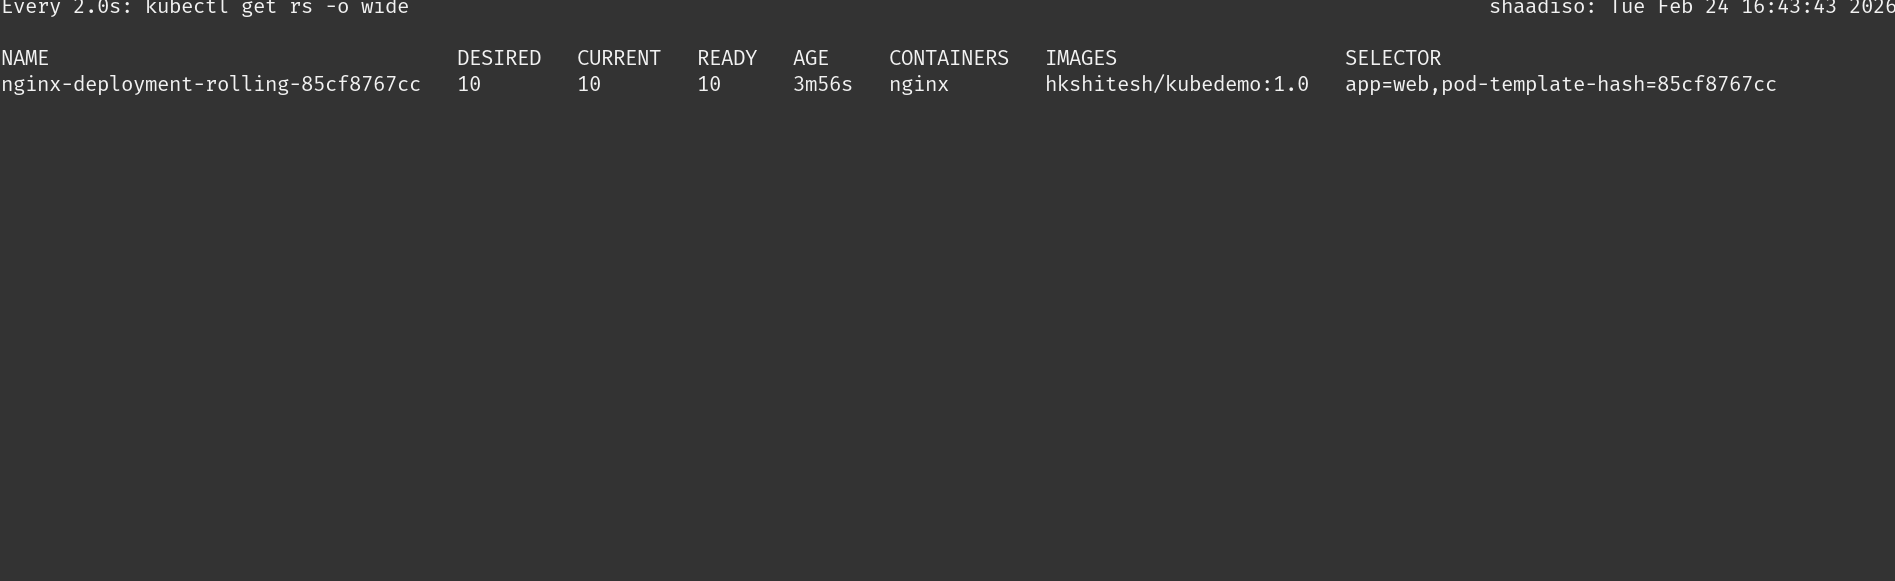 Every 2.0s: kubectl get rs -o wide shaadiso: Tue Feb 24 16:43:43 2026
NAME DESIRED CURRENT READY AGE CONTAINERS IMAGES SELECTOR
nginx-deployment-rolling-85cf8767cc 10 10 10 3m56s nginx hkshitesh/kubedemo:1.0 app=web,pod-template-hash=85cf8767cc